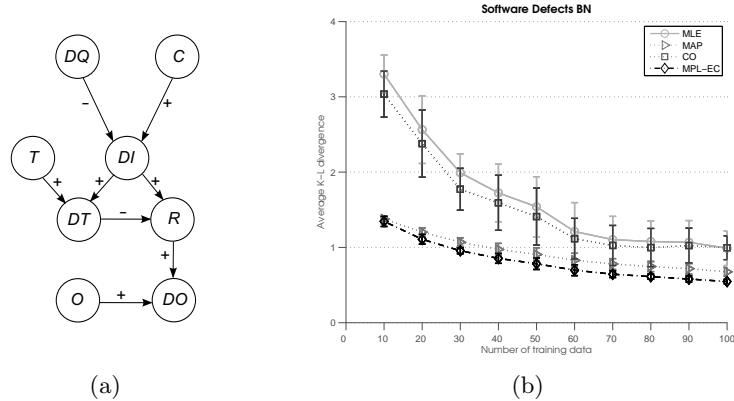 DQ
C
–
+
T
DI
+
+
+
DT
–
R
+
O
+
DO
(a)
Software Defects BN
4
3
2
1
0
Average K–L divergence
MLE
MAP
CO
MPL–EC
0 10 20 30 40 50 60 70 80 90 100
Number of training data
(b)